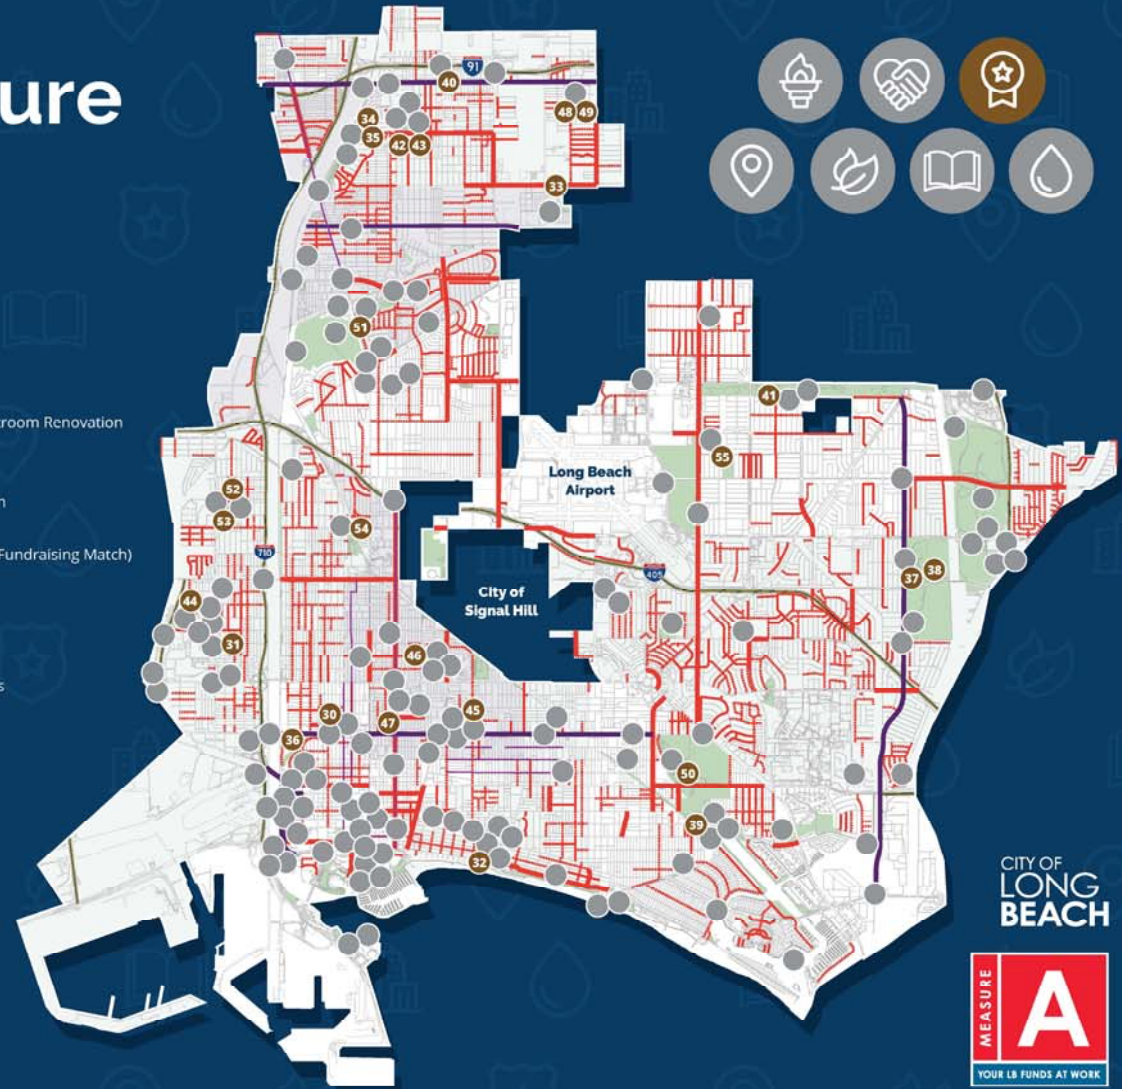 ure
room Renovation
n
Fundraising Match)
s
91
40
48 49
34
35
42 43
33
51
41
55
Long Beach
Airport
52
53
54
710
405
City of
Signal Hill
37 38
44
31
46
30
45
47
36
50
39
32
CITY OF
LONG
BEACH
MEASURE
A
YOUR LB FUNDS AT WORK